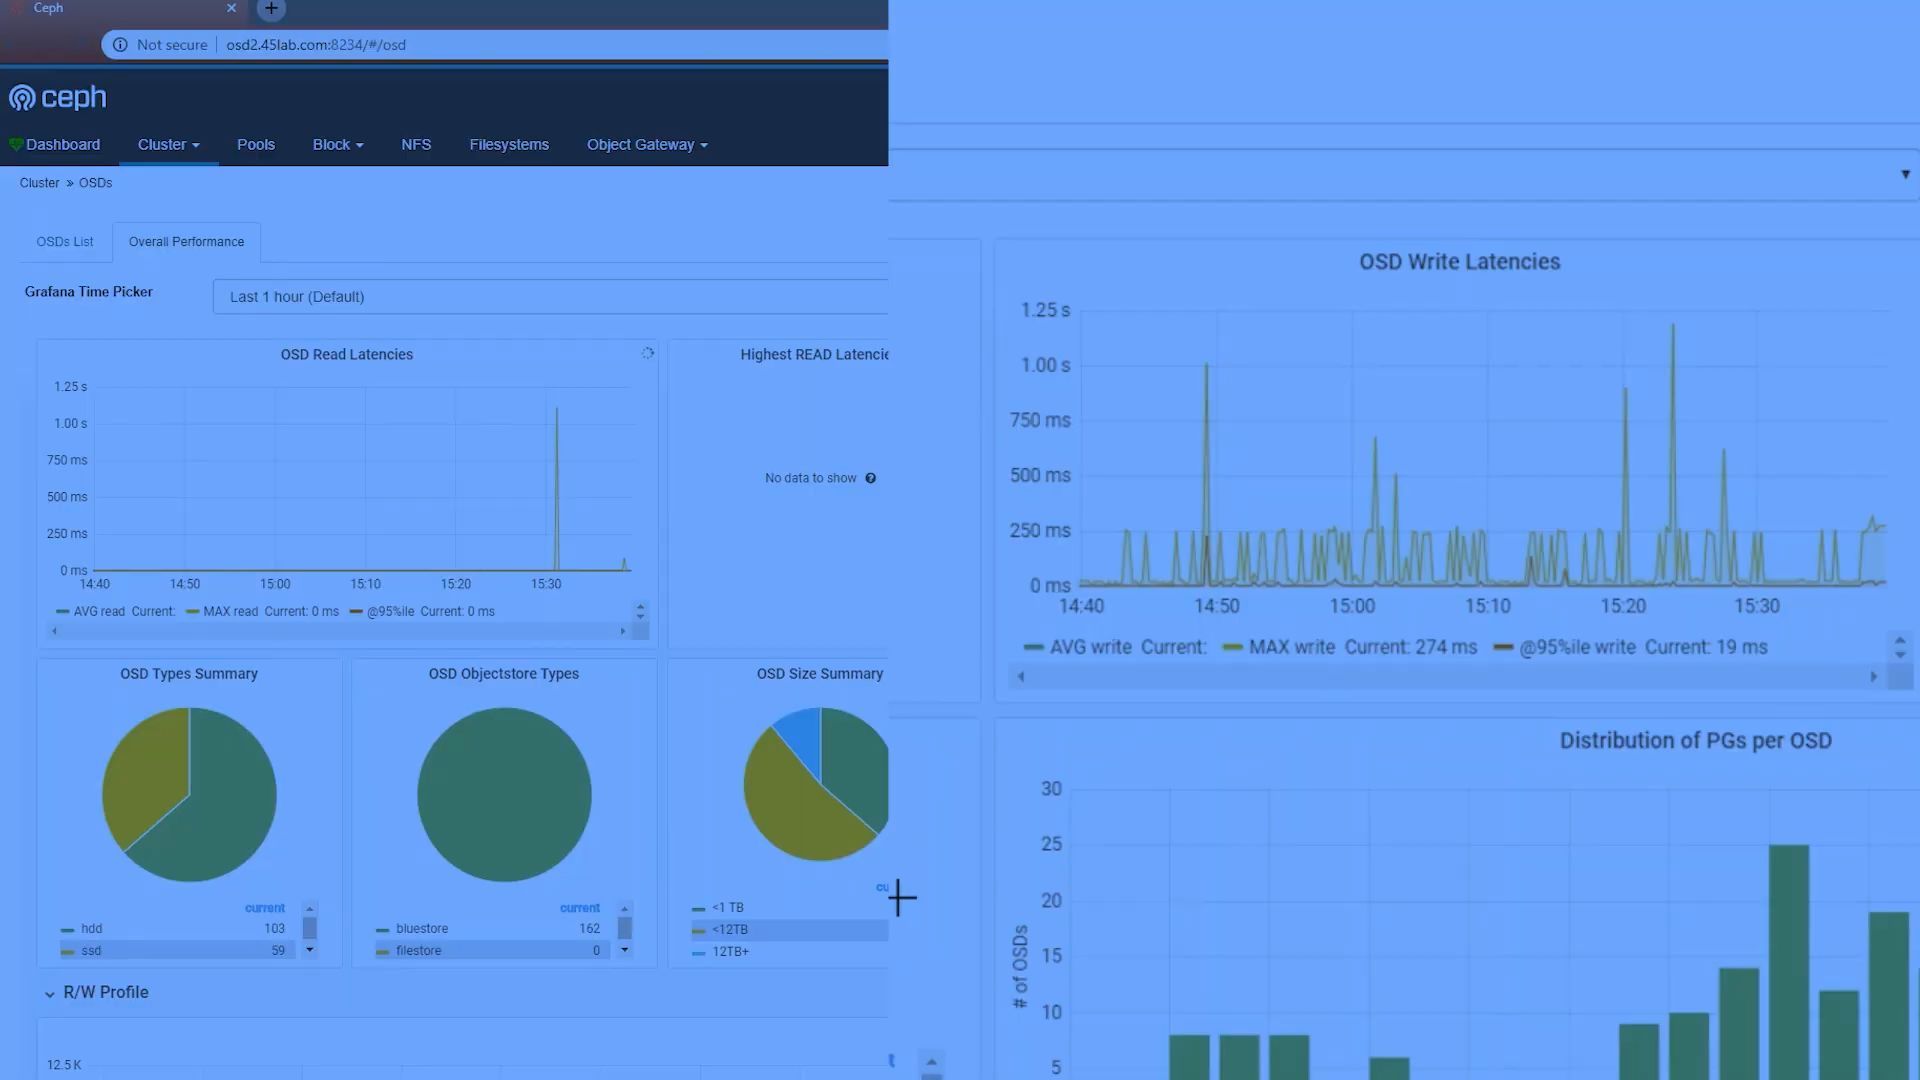 Ceph
Not secure osd2.45lab.com:8234/#/osd
ceph
Dashboard Cluster Pools Block NFS Filesystems Object Gateway
Cluster » OSDs
OSDs List Overall Performance
Grafana Time Picker Last 1 hour (Default)
OSD Read Latencies
1.25 s
1.00 s
750 ms
500 ms
250 ms
0 ms
14:40 14:50 15:00 15:10 15:20 15:30
AVG read Current: MAX read Current: 0 ms @95%ile Current: 0 ms
Highest READ Latencie
No data to show
OSD Write Latencies
1.25 s
1.00 s
750 ms
500 ms
250 ms
0 ms
14:40 14:50 15:00 15:10 15:20 15:30
AVG write Current: MAX write Current: 274 ms @95%ile write Current: 19 ms
OSD Types Summary
current
hdd 103
ssd 59
OSD Objectstore Types
current
bluestore 162
filestore 0
OSD Size Summary
cu
<1 TB
<12TB
12TB+
Distribution of PGs per OSD
# of OSDs
30
25
20
15
10
5
R/W Profile
12.5 K